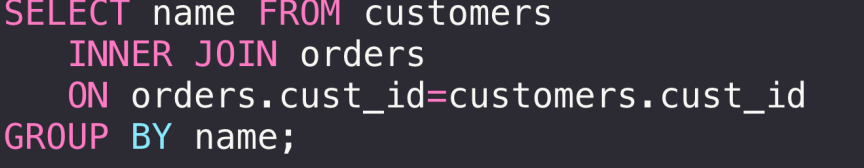 SELECT name FROM customers
INNER JOIN orders
ON orders.cust_id=customers.cust_id
GROUP BY name;